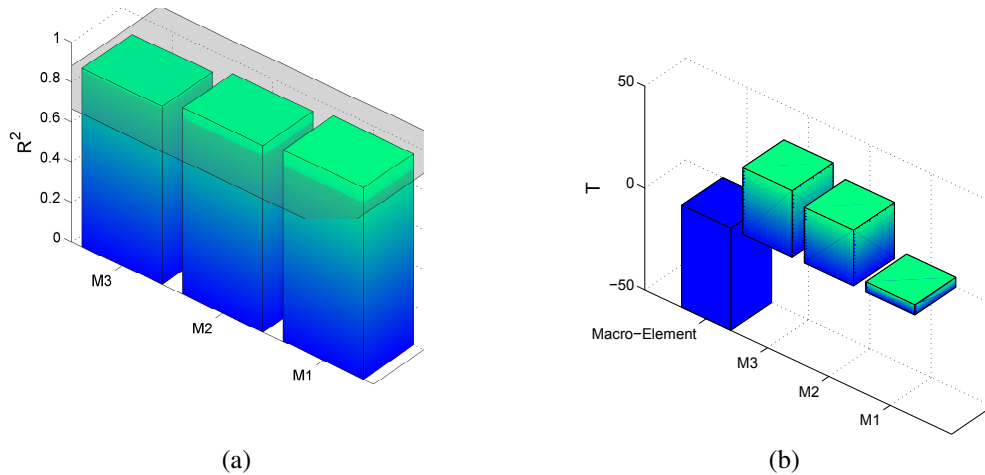 1
0.8
0.6
0.4
0.2
0
R²
M3
M2
M1
(a)
50
0
−50
T
Macro−Element
M3
M2
M1
(b)